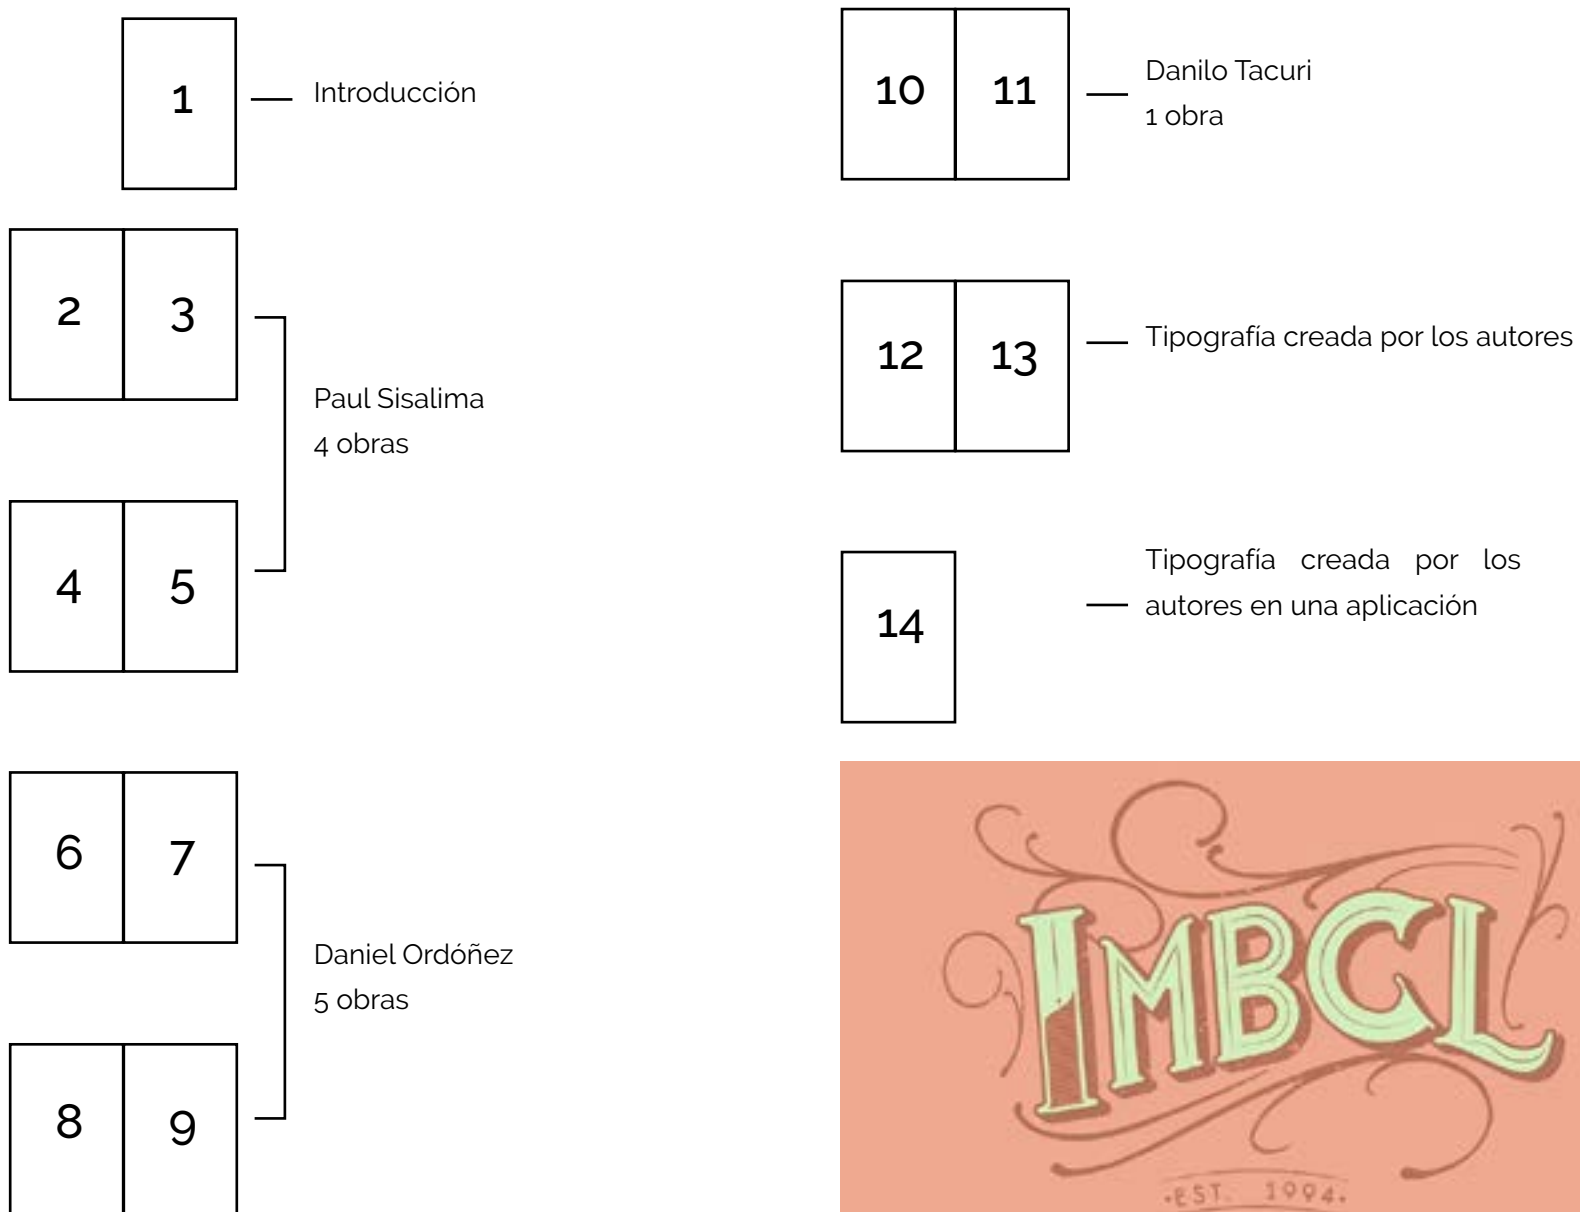 1
Introducción
2 3
Paul Sisalima
4 obras
4 5
6 7
Daniel Ordóñez
5 obras
8 9
10 11
Danilo Tacuri
1 obra
12 13
Tipografía creada por los autores
14
Tipografía creada por los
autores en una aplicación
IMBCL
·EST. 1994·